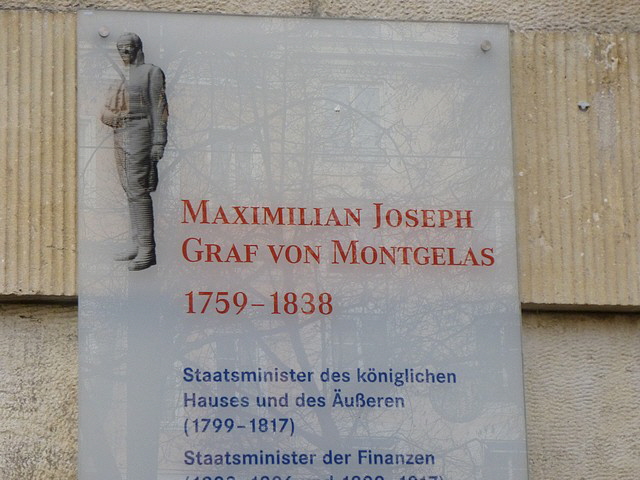 MAXIMILIAN JOSEPH
GRAF VON MONTGELAS
1759–1838
Staatsminister des königlichen
Hauses und des Äußeren
(1799–1817)
Staatsminister der Finanzen